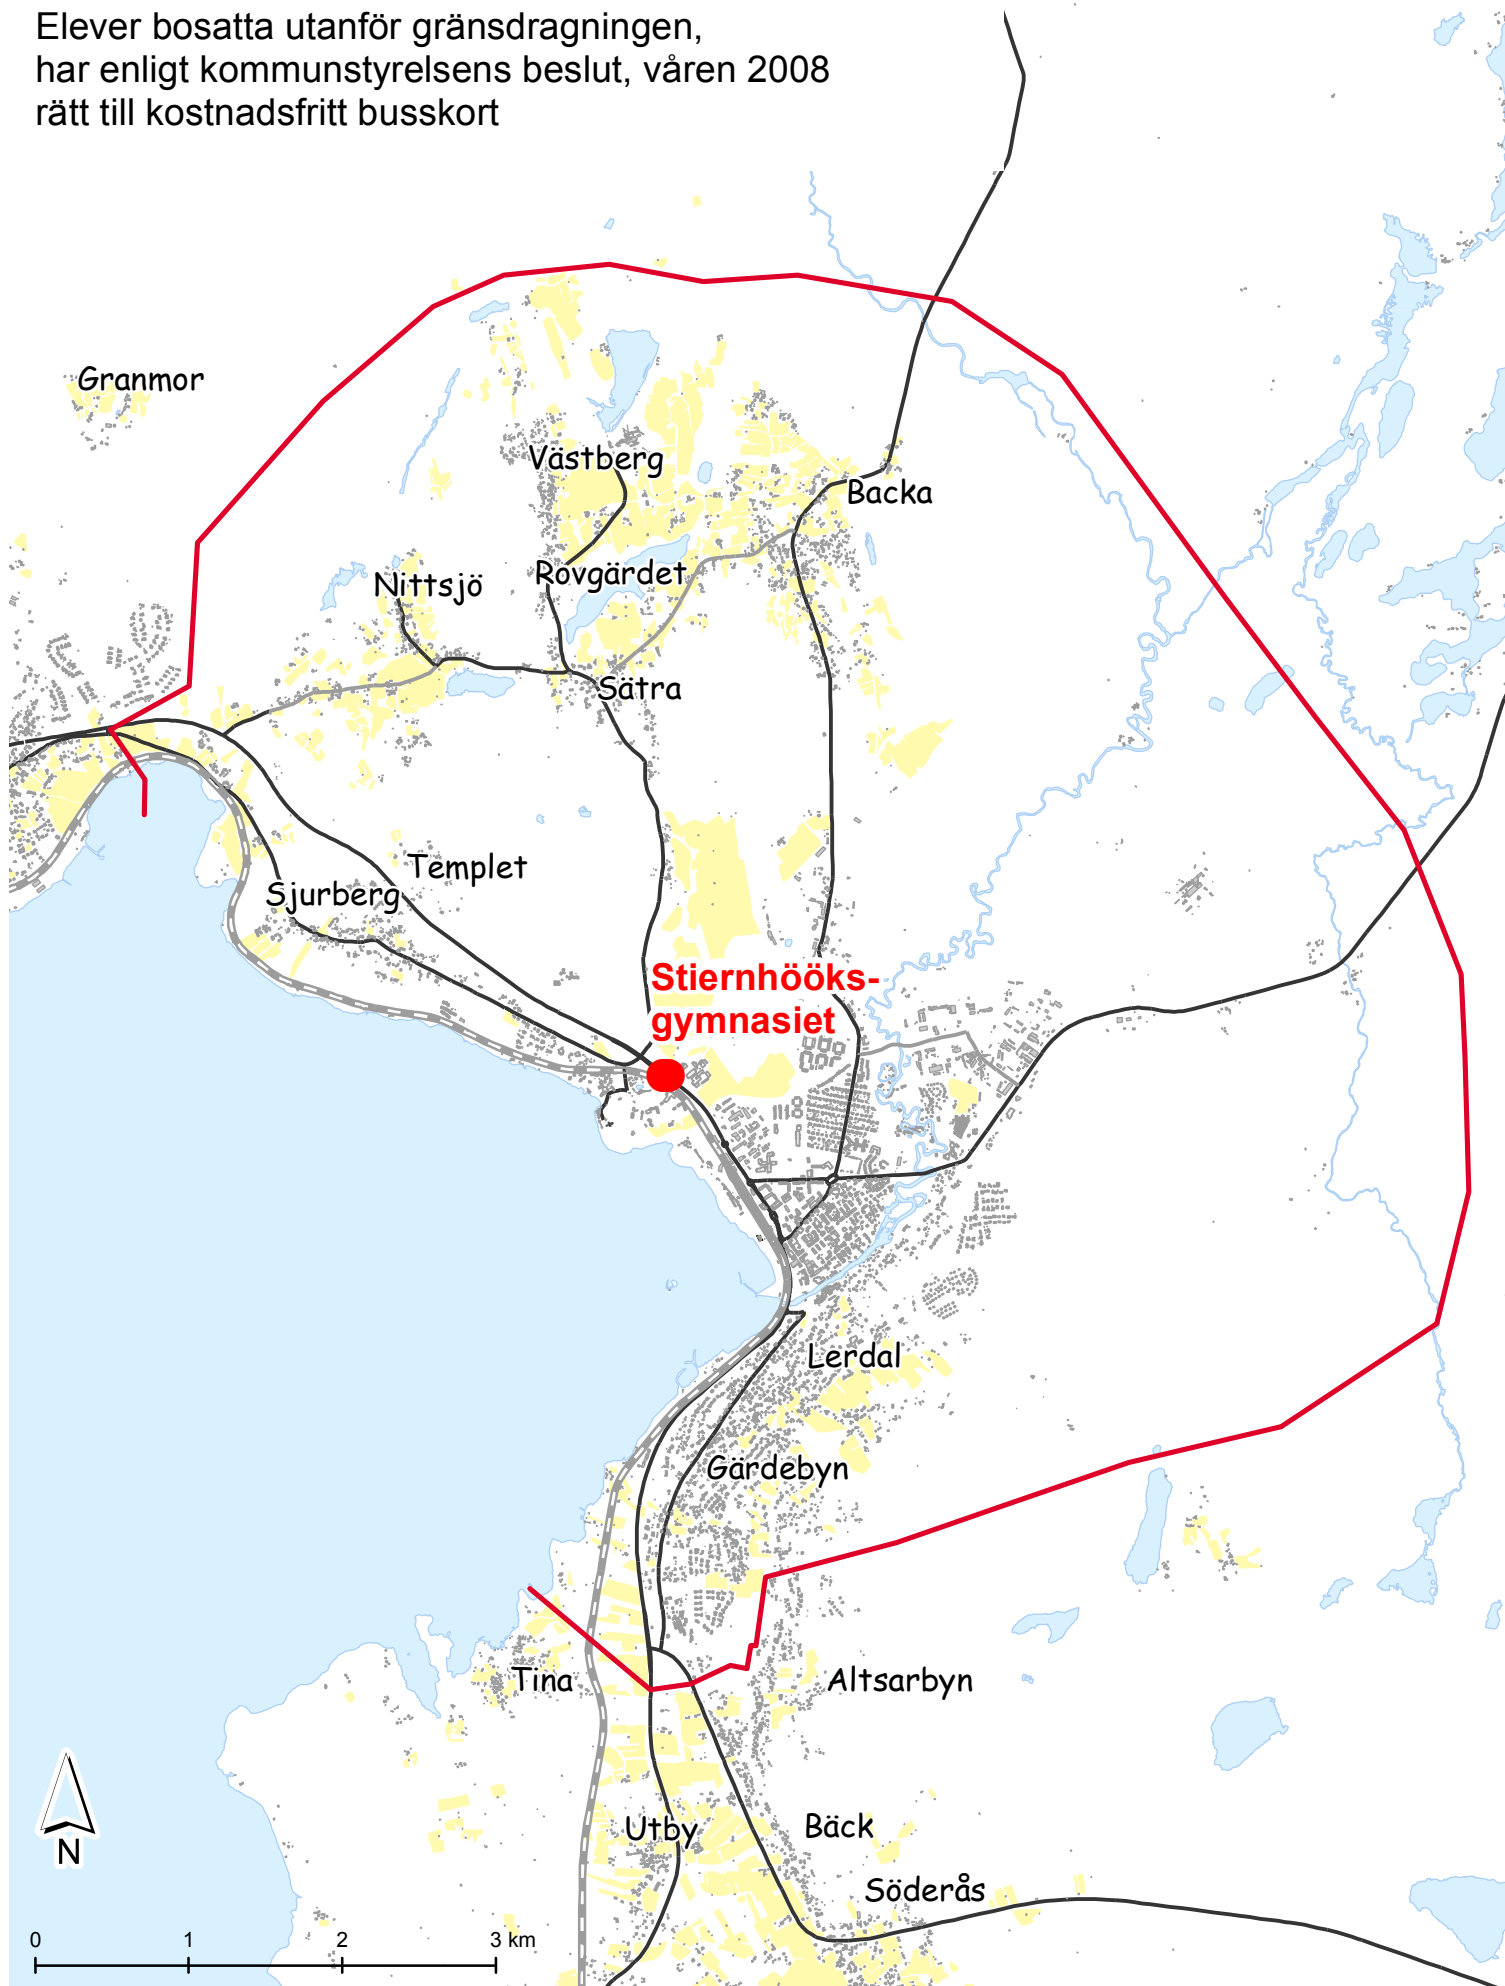 Elever bosatta utanför gränsdragningen,
har enligt kommunstyrelsens beslut, våren 2008
rätt till kostnadsfritt busskort
Granmor
Västberg
Backa
Rovgärdet
Nittsjö
Sätra
Templet
Sjurberg
Stiernhööks-
gymnasiet
Lerdal
Gärdebyn
Tina
Altsarbyn
Utby
Bäck
Söderås
N
0 1 2 3 km